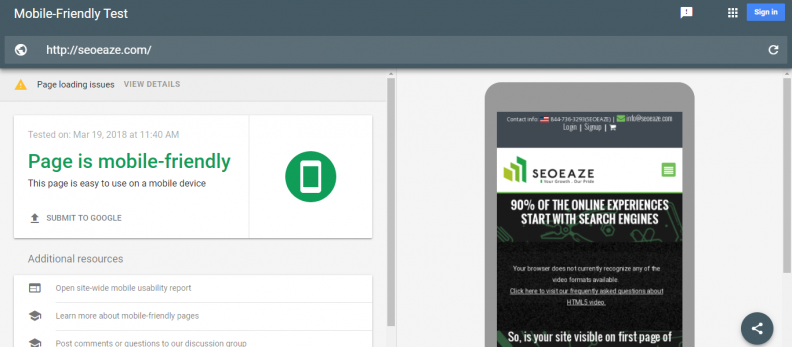 Mobile-Friendly Test
Sign in
http://seoeaze.com/
Page loading issues VIEW DETAILS
Tested on: Mar 19, 2018 at 11:40 AM
Page is mobile-friendly
This page is easy to use on a mobile device
SUBMIT TO GOOGLE
Additional resources
Open site-wide mobile usability report
Learn more about mobile-friendly pages
Post comments or questions to our discussion group
Contact info: 844-736-3293(SEOEAZE) | info@seoeaze.com
Login | Signup |
SEOEAZE
Your Growth . Our Pride
90% OF THE ONLINE EXPERIENCES
START WITH SEARCH ENGINES
Your browser does not currently recognize any of the
video formats available.
Click here to visit our frequently asked questions about
HTML5 video.
So, is your site visible on first page of